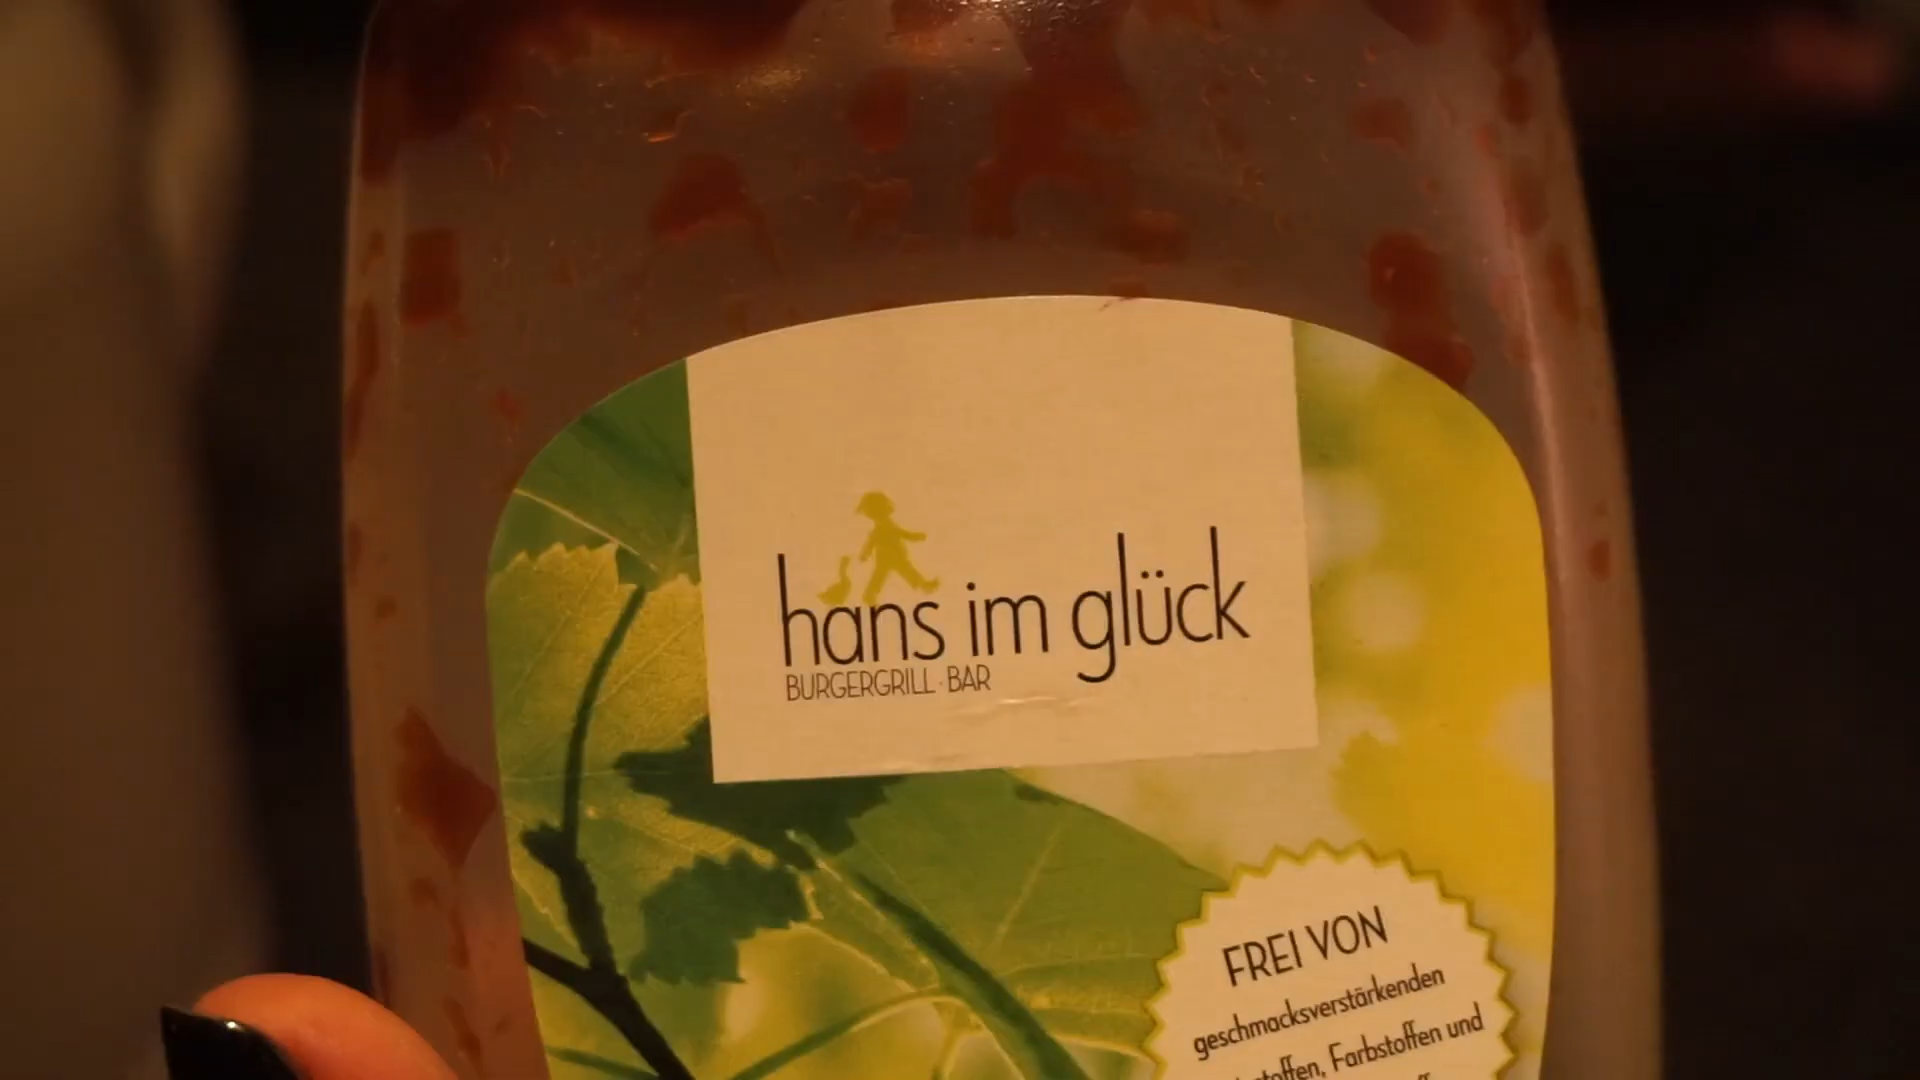 hans im glück
BURGERGRILL · BAR
FREI VON
geschmacksverstärkenden
Farbstoffen und